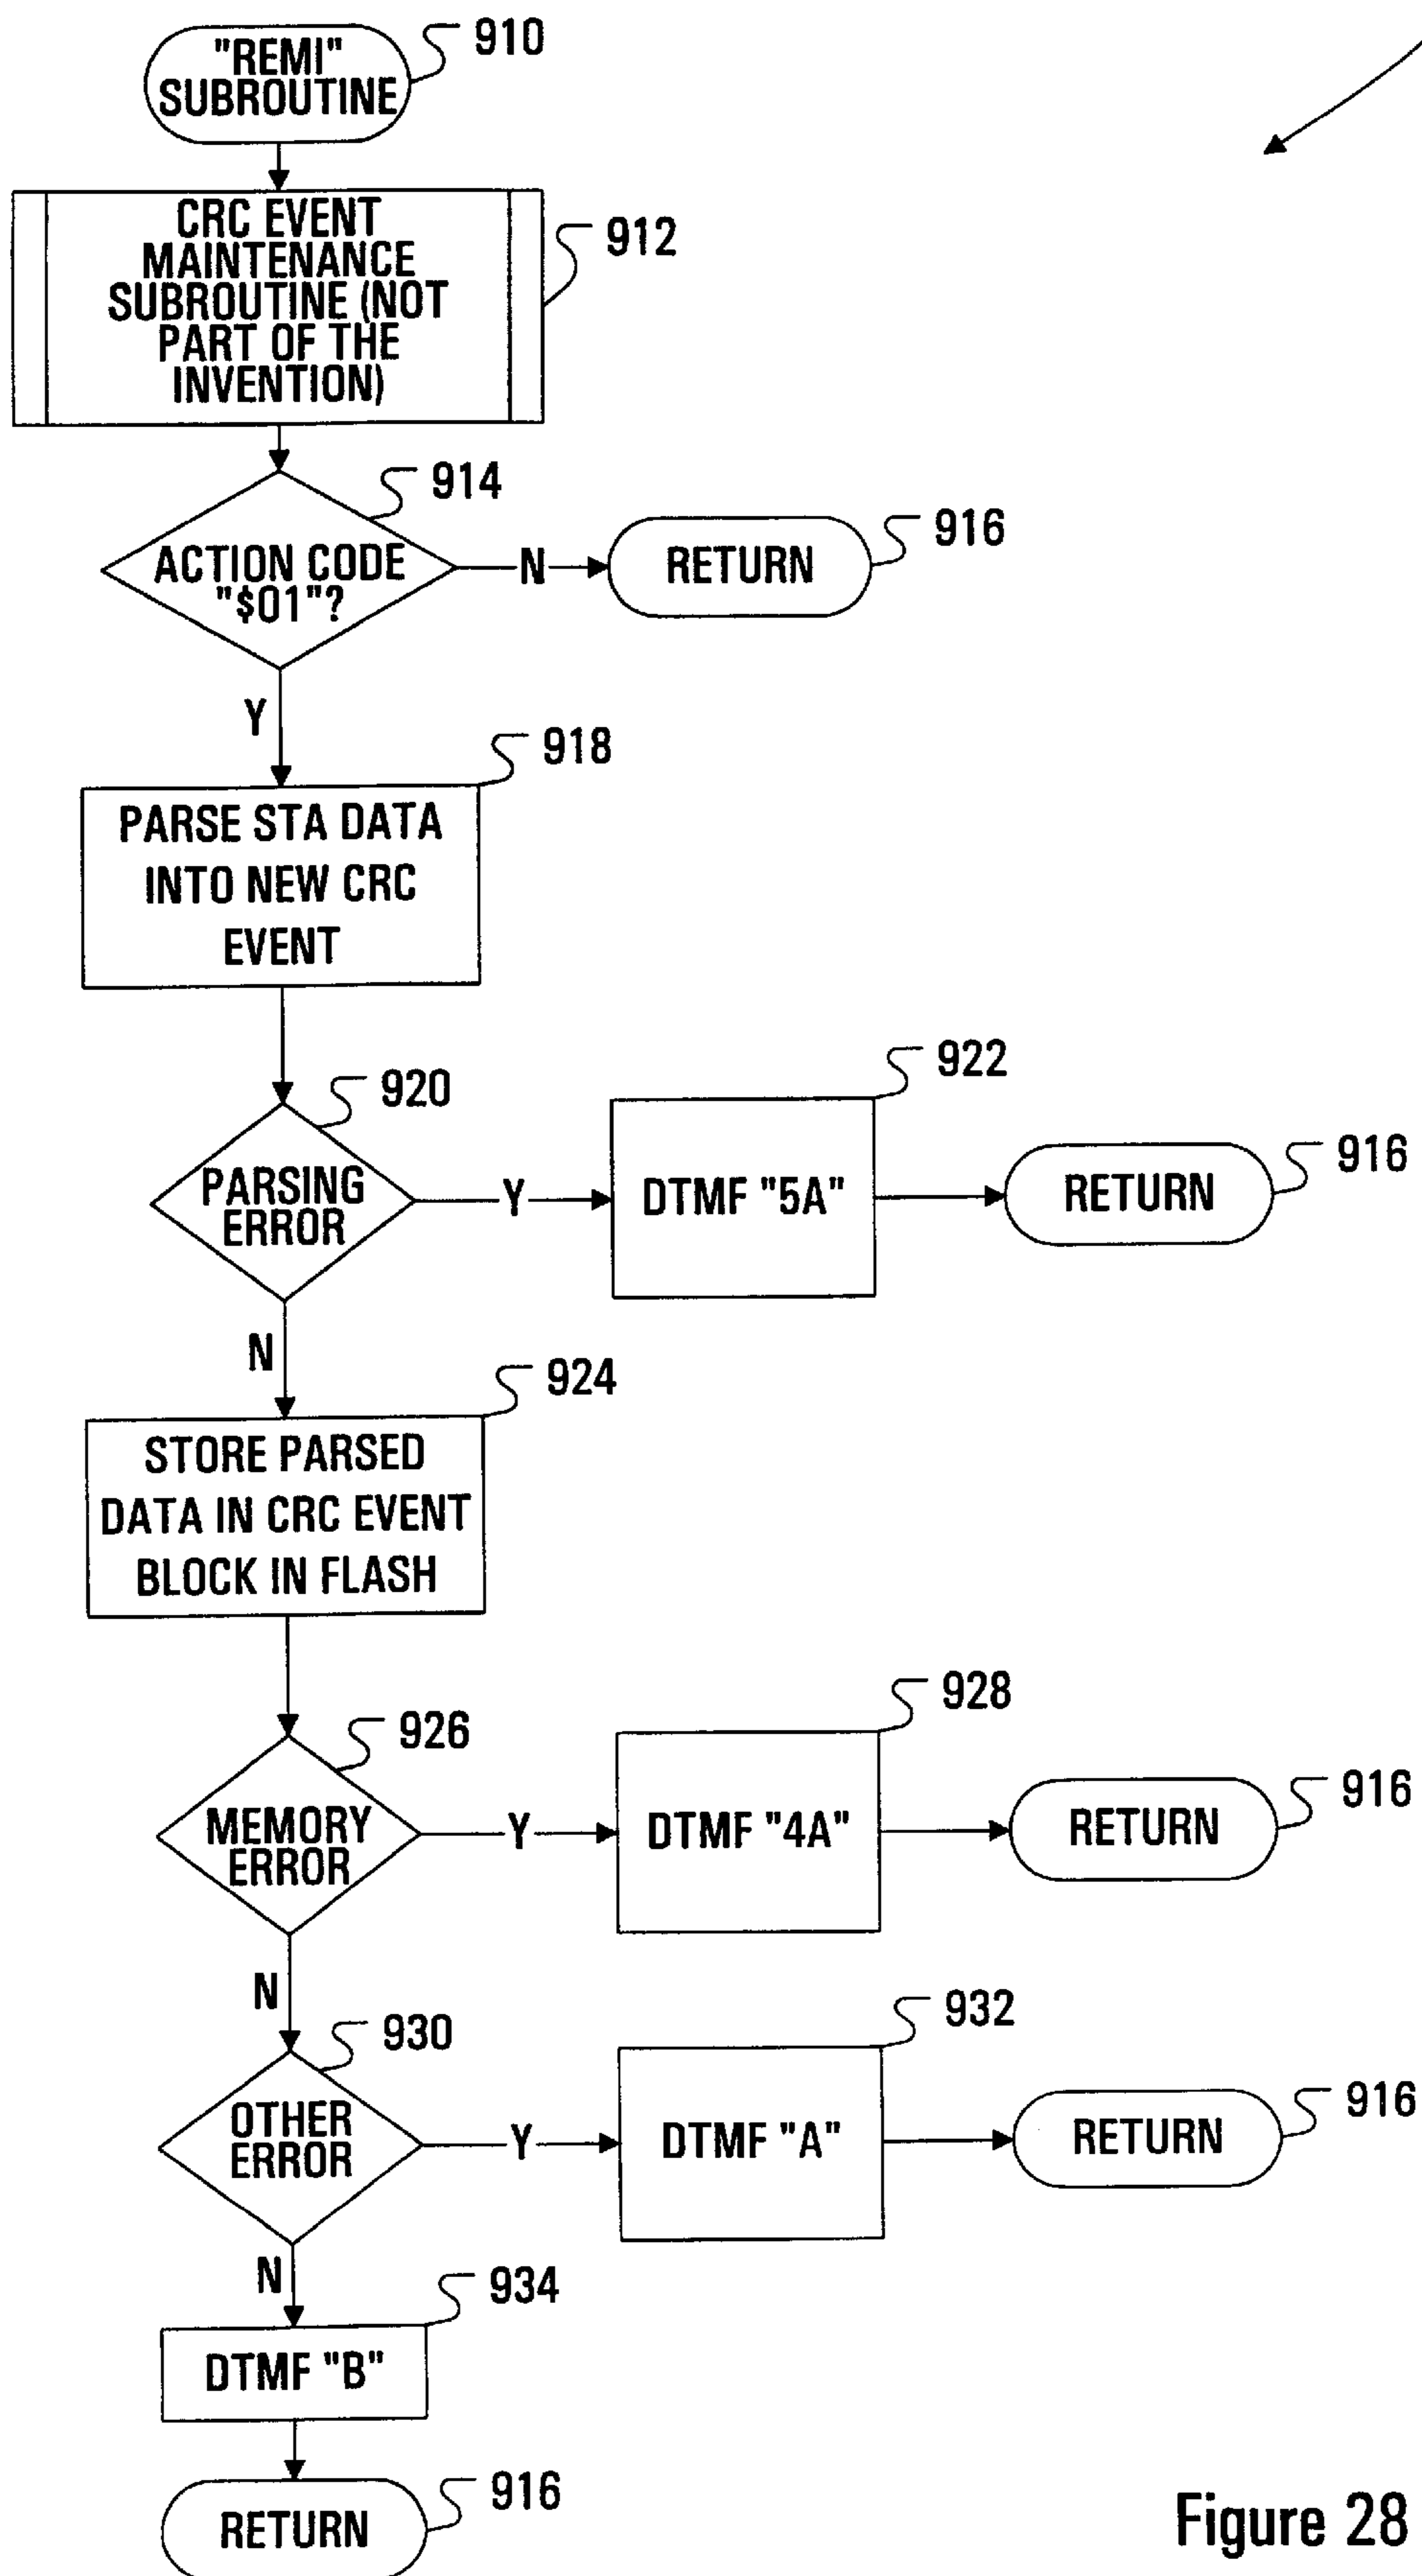 "REMI"
SUBROUTINE
910
CRC EVENT
MAINTENANCE
SUBROUTINE (NOT
PART OF THE
INVENTION)
912
914
ACTION CODE
"$01"?
N
RETURN
916
Y
918
PARSE STA DATA
INTO NEW CRC
EVENT
920
PARSING
ERROR
Y
922
DTMF "5A"
RETURN
916
N
924
STORE PARSED
DATA IN CRC EVENT
BLOCK IN FLASH
926
MEMORY
ERROR
Y
928
DTMF "4A"
RETURN
916
N
930
OTHER
ERROR
Y
932
DTMF "A"
RETURN
916
N
934
DTMF "B"
RETURN
916
Figure 28